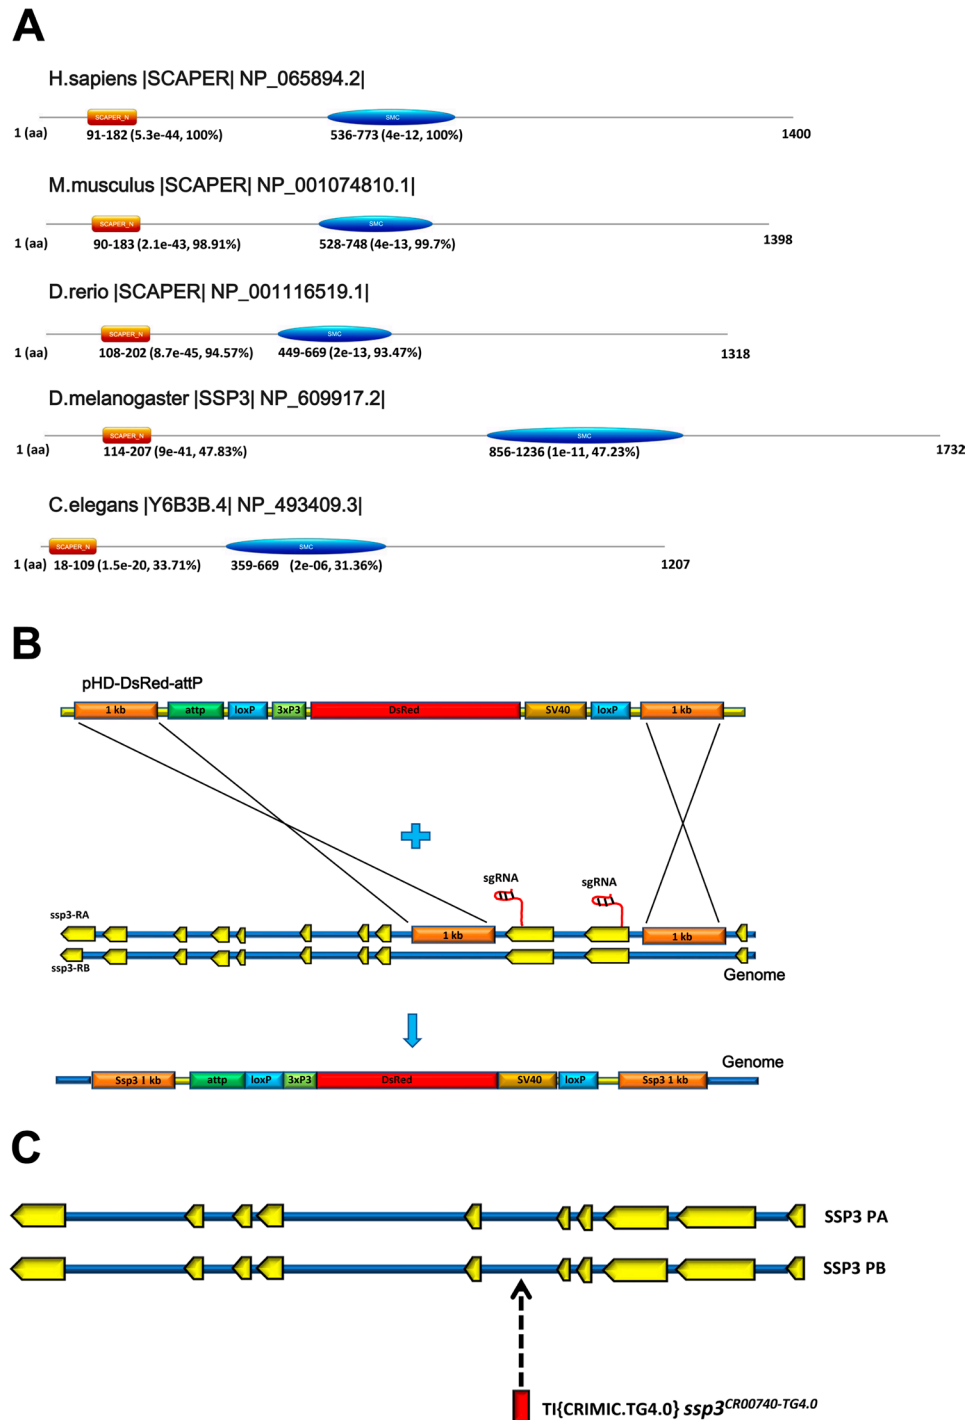 A
H.sapiens |SCAPER| NP_065894.2|
SCAPER_N
SMC
1 (aa)
91-182 (5.3e-44, 100%)
536-773 (4e-12, 100%)
1400
M.musculus |SCAPER| NP_001074810.1|
SCAPER_N
SMC
1 (aa)
90-183 (2.1e-43, 98.91%)
528-748 (4e-13, 99.7%)
1398
D.rerio |SCAPER| NP_001116519.1|
SCAPER_N
SMC
1 (aa)
108-202 (8.7e-45, 94.57%)
449-669 (2e-13, 93.47%)
1318
D.melanogaster |SSP3| NP_609917.2|
SCAPER_N
SMC
1 (aa)
114-207 (9e-41, 47.83%)
856-1236 (1e-11, 47.23%)
1732
C.elegans |Y6B3B.4| NP_493409.3|
SCAPER_N
SMC
1 (aa)
18-109 (1.5e-20, 33.71%)
359-669 (2e-06, 31.36%)
1207
B
pHD-DsRed-attP
1 kb attp loxP 3xP3 DsRed SV40 loxP 1 kb
sgRNA
sgRNA
ssp3-RA
1 kb
1 kb
ssp3-RB
Genome
Genome
Ssp3 I kb attp loxP 3xP3 DsRed SV40 loxP Ssp3 1 kb
C
SSP3 PA
SSP3 PB
TI{CRIMIC.TG4.0} ssp3CR00740-TG4.0